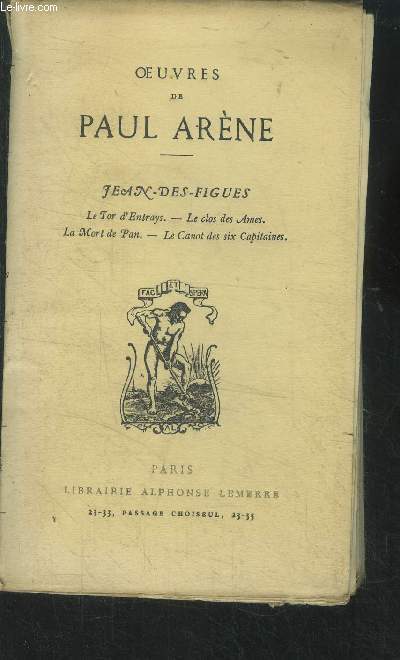 Le-livre.com
ŒUVRES
DE
PAUL ARÈNE
JEAN-DES-FIGUES
Le Tor d'Entrays. — Le clos des Ames.
La Mort de Pan. — Le Canot des six Capitaines.
FAC ET SPERA
AL
PARIS
LIBRAIRIE ALPHONSE LEMERRE
23-33, PASSAGE CHOISEUL, 23-33